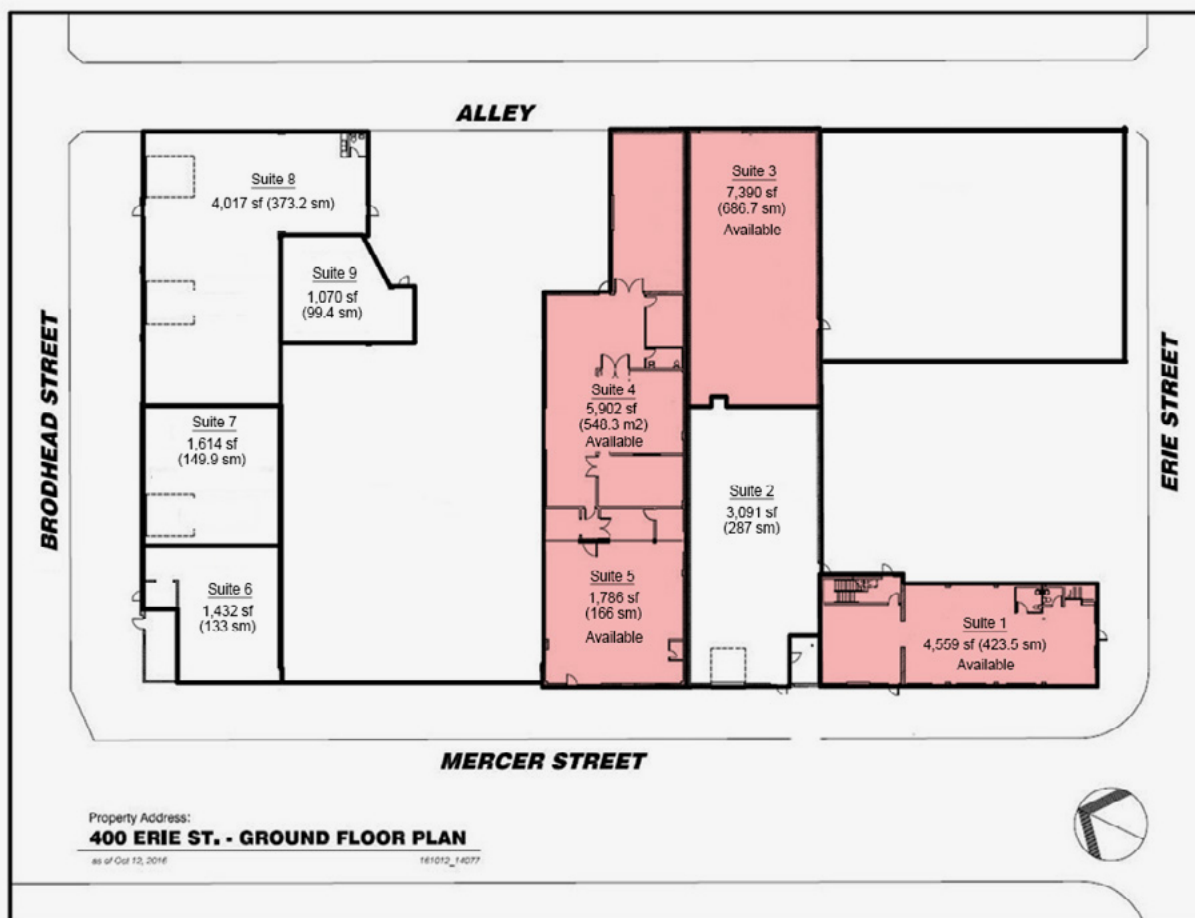 ALLEY
Suite 8
4,017 sf (373.2 sm)
Suite 3
7,390 sf
(686.7 sm)
Available
Suite 9
1,070 sf
(99.4 sm)
BRODHEAD STREET
ERIE STREET
Suite 4
5,902 sf
(548.3 m2)
Available
Suite 7
1,614 sf
(149.9 sm)
Suite 2
3,091 sf
(287 sm)
Suite 6
1,432 sf
(133 sm)
Suite 5
1,786 sf
(166 sm)
Available
Suite 1
4,559 sf (423.5 sm)
Available
MERCER STREET
Property Address:
400 ERIE ST. - GROUND FLOOR PLAN
as of Oct 12, 2016
161012_14077